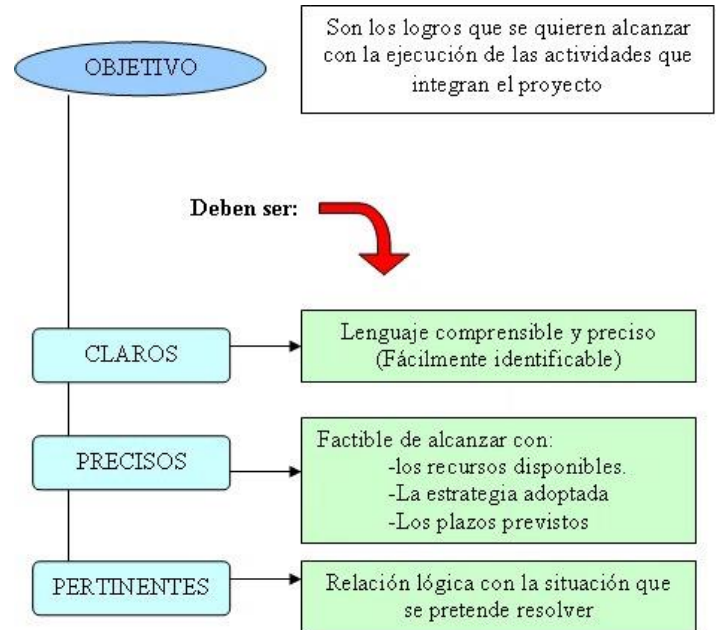 OBJETIVO
Son los logros que se quieren alcanzar
con la ejecución de las actividades que
integran el proyecto
Deben ser:
CLAROS
Lenguaje comprensible y preciso
(Fácilmente identificable)
PRECISOS
Factible de alcanzar con:
-los recursos disponibles.
-La estrategia adoptada
-Los plazos previstos
PERTINENTES
Relación lógica con la situación que
se pretende resolver